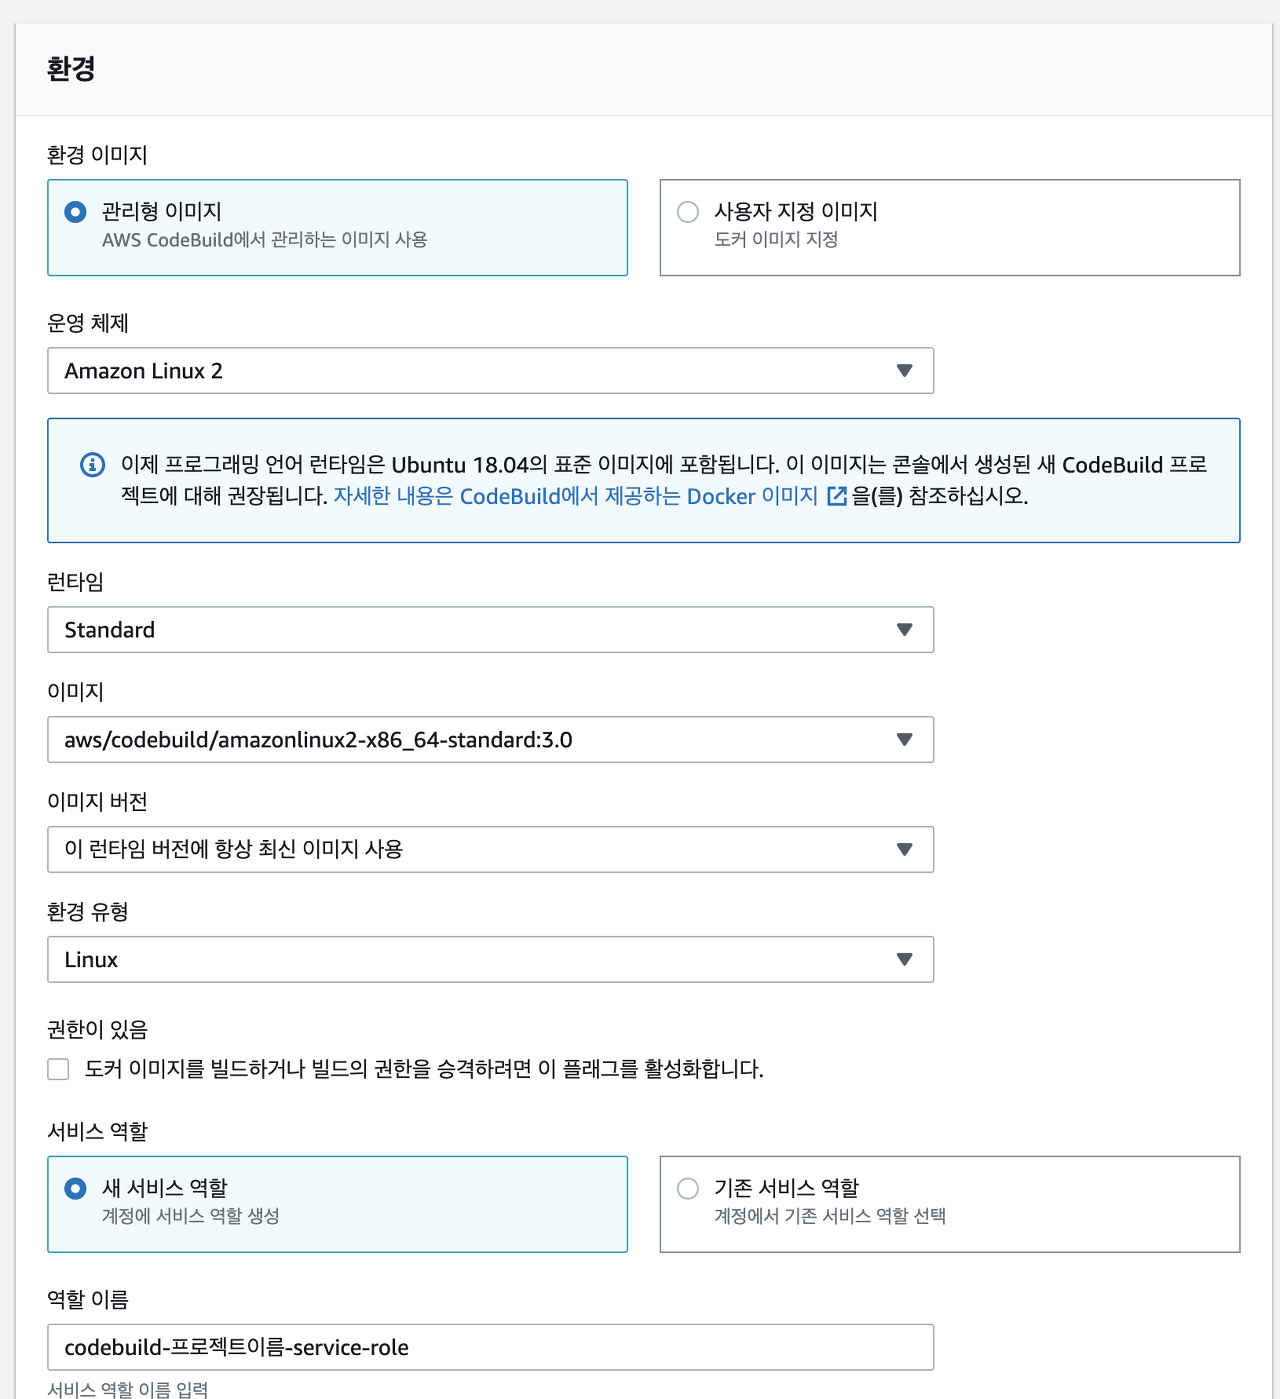 환경
환경 이미지
관리형 이미지
AWS CodeBuild에서 관리하는 이미지 사용
사용자 지정 이미지
도커 이미지 지정
운영 체제
Amazon Linux 2
이제 프로그래밍 언어 런타임은 Ubuntu 18.04의 표준 이미지에 포함됩니다. 이 이미지는 콘솔에서 생성된 새 CodeBuild 프로
젝트에 대해 권장됩니다. 자세한 내용은 CodeBuild에서 제공하는 Docker 이미지 을(를) 참조하십시오.
런타임
Standard
이미지
aws/codebuild/amazonlinux2-x86_64-standard:3.0
이미지 버전
이 런타임 버전에 항상 최신 이미지 사용
환경 유형
Linux
권한이 있음
도커 이미지를 빌드하거나 빌드의 권한을 승격하려면 이 플래그를 활성화합니다.
서비스 역할
새 서비스 역할
계정에 서비스 역할 생성
기존 서비스 역할
계정에서 기존 서비스 역할 선택
역할 이름
codebuild-프로젝트이름-service-role
서비스 역할 이름 입력